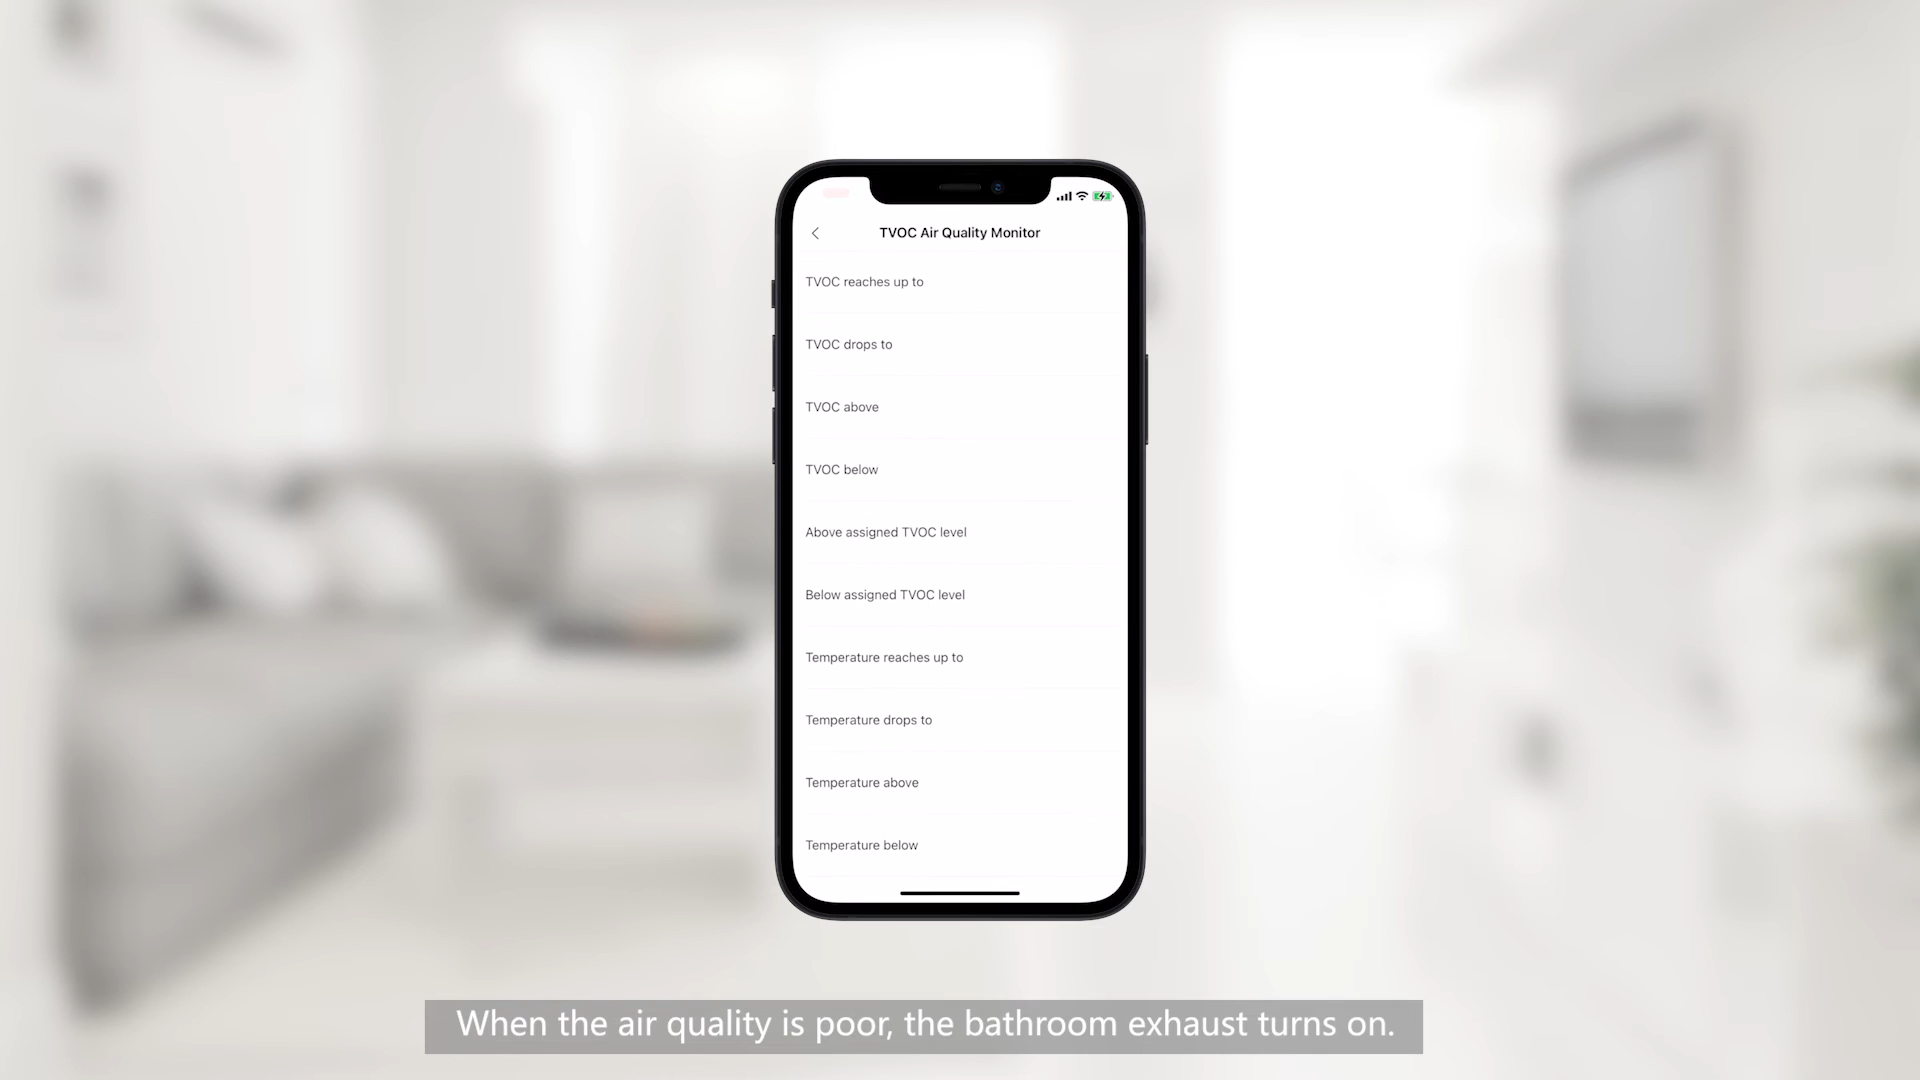 TVOC Air Quality Monitor
TVOC reaches up to
TVOC drops to
TVOC above
TVOC below
Above assigned TVOC level
Below assigned TVOC level
Temperature reaches up to
Temperature drops to
Temperature above
Temperature below
When the air quality is poor, the bathroom exhaust turns on.